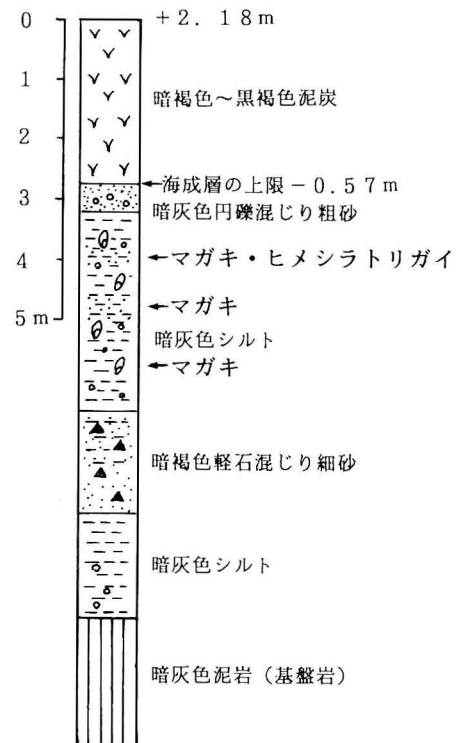 0
+2.18m
1
暗褐色～黒褐色泥炭
2
海成層の上限－0.57m
3
暗灰色円礫混じり粗砂
4
マガキ・ヒメシラトリガイ
マガキ
5m
暗灰色シルト
マガキ
暗褐色軽石混じり細砂
暗灰色シルト
暗灰色泥岩（基盤岩）